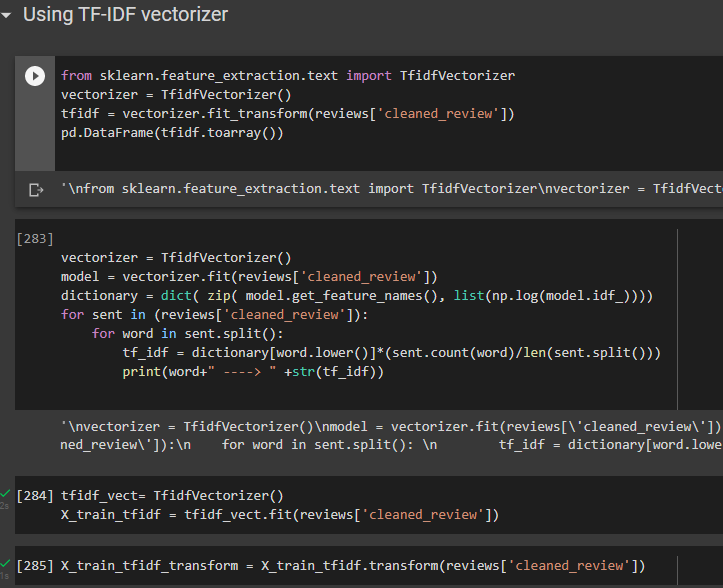 Using TF-IDF vectorizer
from sklearn.feature_extraction.text import TfidfVectorizer
vectorizer = TfidfVectorizer()
tfidf = vectorizer.fit_transform(reviews['cleaned_review'])
pd.DataFrame(tfidf.toarray())
'\nfrom sklearn.feature_extraction.text import TfidfVectorizer\nvectorizer = TfidfVect
[283]
vectorizer = TfidfVectorizer()
model = vectorizer.fit(reviews['cleaned_review'])
dictionary = dict( zip( model.get_feature_names(), list(np.log(model.idf_))))
for sent in (reviews['cleaned_review']):
    for word in sent.split():
        tf_idf = dictionary[word.lower()]*(sent.count(word)/len(sent.split()))
        print(word+" ----> " +str(tf_idf))
'\nvectorizer = TfidfVectorizer()\nmodel = vectorizer.fit(reviews[\'cleaned_review\'])
ned_review\']):\n    for word in sent.split(): \n        tf_idf = dictionary[word.lowe
[284] tfidf_vect= TfidfVectorizer()
2s
X_train_tfidf = tfidf_vect.fit(reviews['cleaned_review'])
[285] X_train_tfidf_transform = X_train_tfidf.transform(reviews['cleaned_review'])
1s